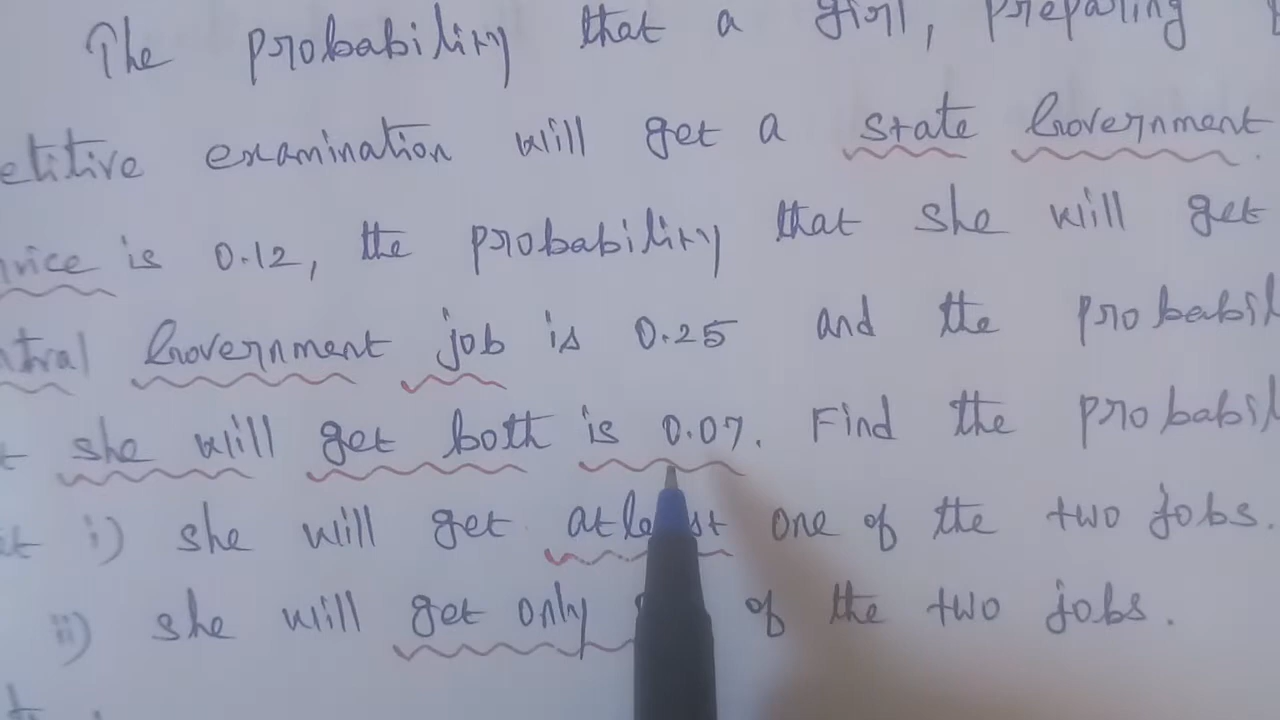 The probability that a girl, preparing
etitive examination will get a state Government
is 0.12, the probability that she will get
ntral Government job is 0.25 and the probabil
t she will get both is 0.07. Find the probabil
i) she will get atleast one of the two jobs.
ii) she will get only of the two jobs.